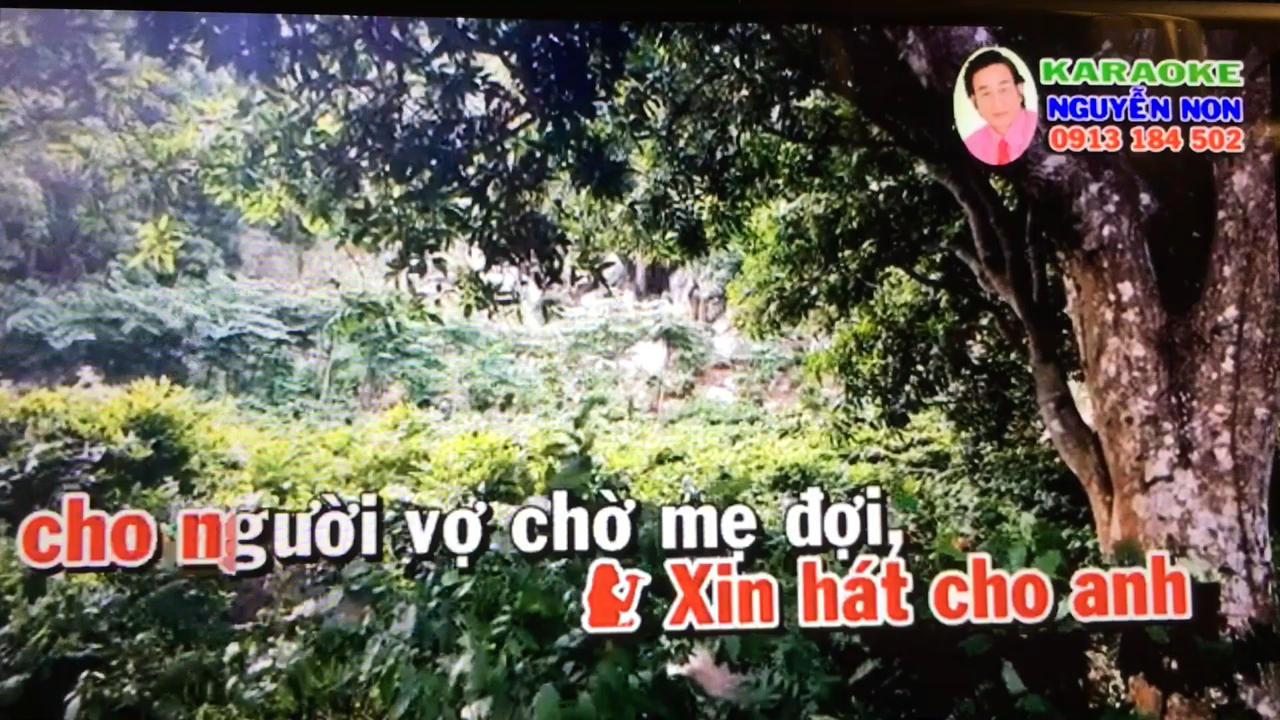 KARAOKE
NGUYỄN NON
0913 184 502
cho người vợ chờ mẹ đợi,
Xin hát cho anh